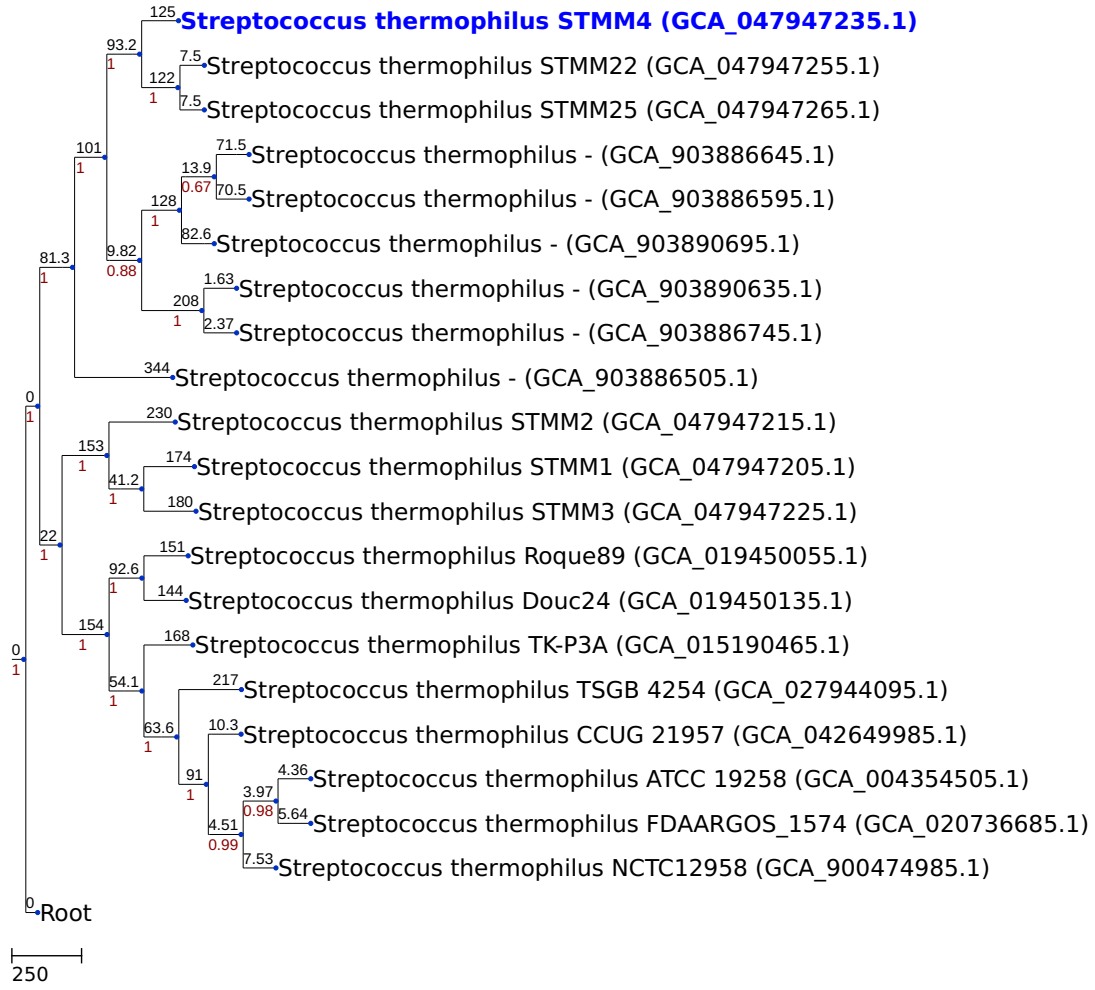 125
Streptococcus thermophilus STMM4 (GCA_047947235.1)
93.2
1
7.5
Streptococcus thermophilus STMM22 (GCA_047947255.1)
122
1
7.5
Streptococcus thermophilus STMM25 (GCA_047947265.1)
101
1
71.5
Streptococcus thermophilus - (GCA_903886645.1)
13.9
0.67
70.5
Streptococcus thermophilus - (GCA_903886595.1)
128
1
82.6
Streptococcus thermophilus - (GCA_903890695.1)
9.82
0.88
81.3
1
1.63
Streptococcus thermophilus - (GCA_903890635.1)
208
1
2.37
Streptococcus thermophilus - (GCA_903886745.1)
344
Streptococcus thermophilus - (GCA_903886505.1)
0
1
230
Streptococcus thermophilus STMM2 (GCA_047947215.1)
153
1
174
Streptococcus thermophilus STMM1 (GCA_047947205.1)
41.2
1
180
Streptococcus thermophilus STMM3 (GCA_047947225.1)
22
1
151
Streptococcus thermophilus Roque89 (GCA_019450055.1)
92.6
1
144
Streptococcus thermophilus Douc24 (GCA_019450135.1)
154
1
168
Streptococcus thermophilus TK-P3A (GCA_015190465.1)
0
1
54.1
1
217
Streptococcus thermophilus TSGB 4254 (GCA_027944095.1)
63.6
1
10.3
Streptococcus thermophilus CCUG 21957 (GCA_042649985.1)
91
1
4.36
Streptococcus thermophilus ATCC 19258 (GCA_004354505.1)
3.97
0.98
5.64
Streptococcus thermophilus FDAARGOS_1574 (GCA_020736685.1)
4.51
0.99
7.53
Streptococcus thermophilus NCTC12958 (GCA_900474985.1)
0
Root
250